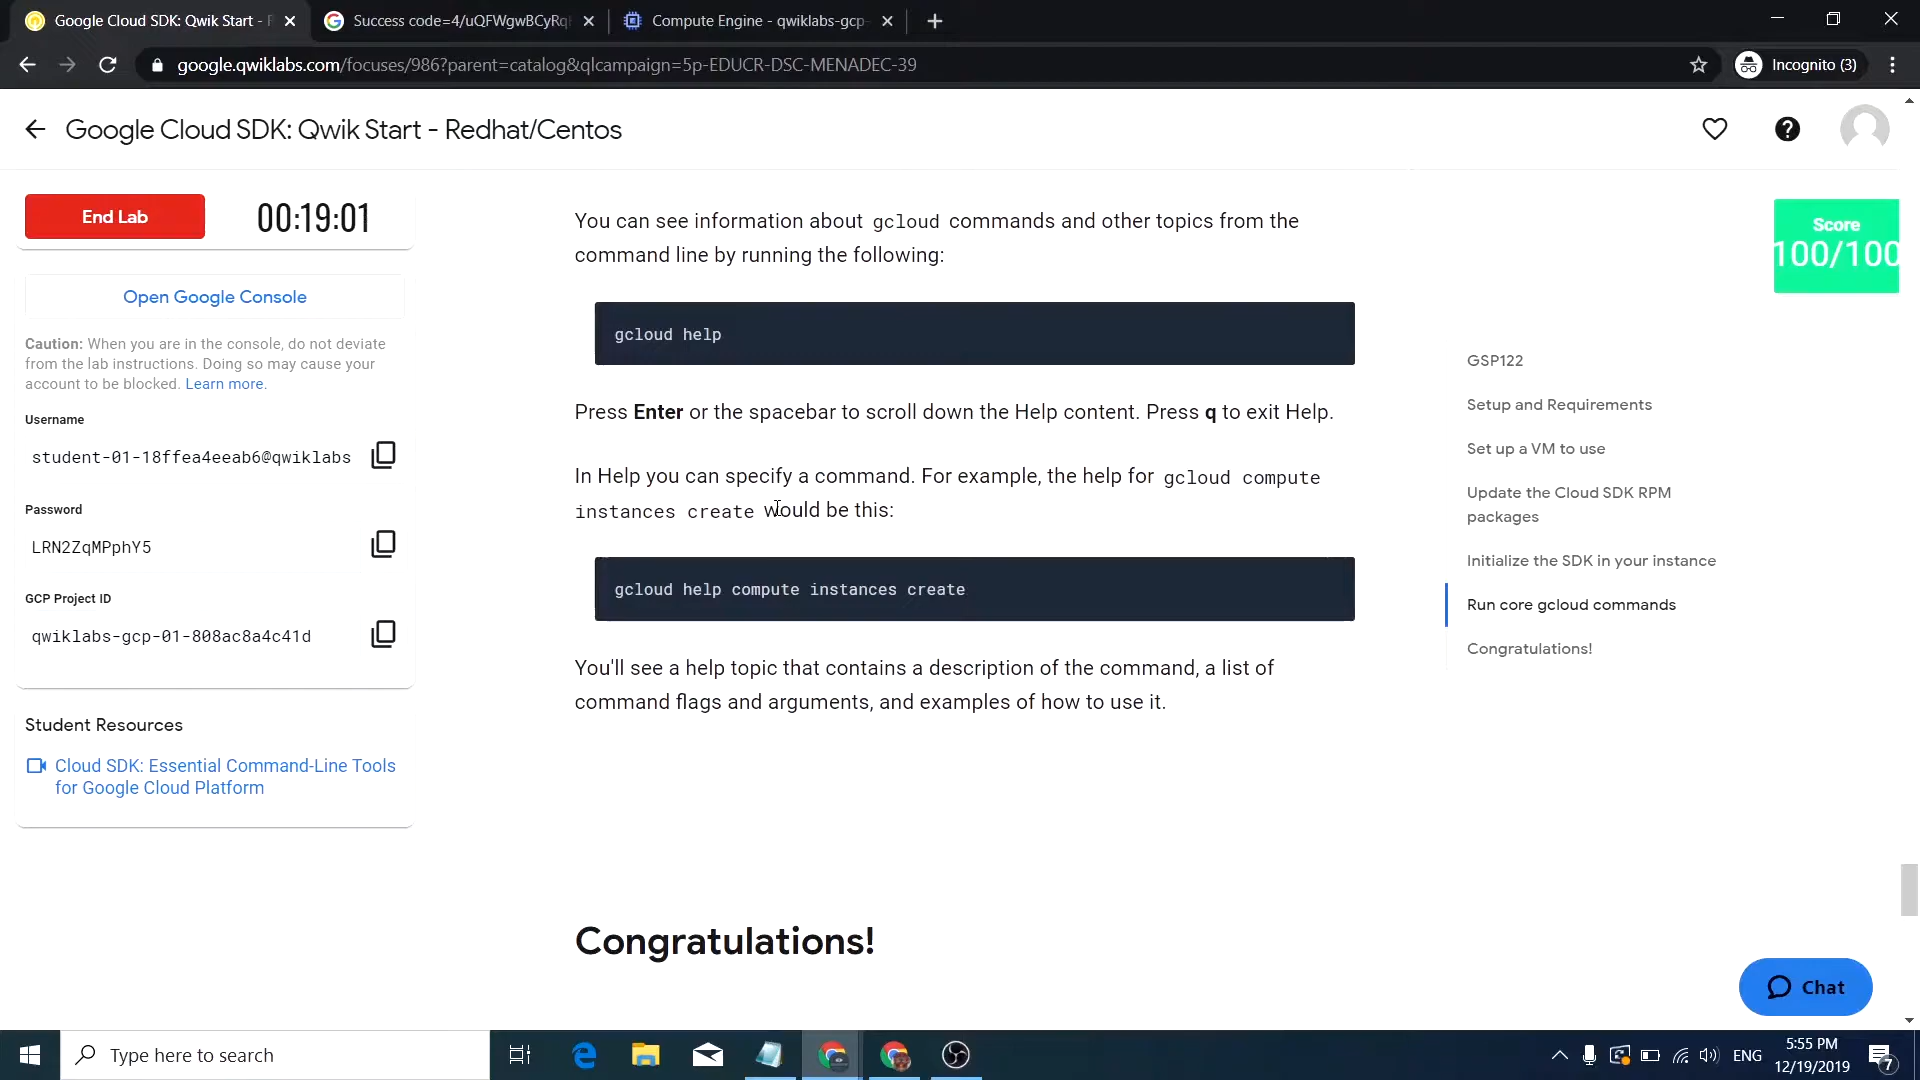 Google Cloud SDK: Qwik Start -
Success code=4/uQFWgwBCyRq
Compute Engine - qwiklabs-gcp-
google.qwiklabs.com/focuses/986?parent=catalog&qlcampaign=5p-EDUCR-DSC-MENADEC-39
Incognito (3)
Google Cloud SDK: Qwik Start - Redhat/Centos
End Lab
00:19:01
Open Google Console
Caution: When you are in the console, do not deviate
from the lab instructions. Doing so may cause your
account to be blocked. Learn more.
Username
student-01-18ffea4eeab6@qwiklabs
Password
LRN2ZqMPphY5
GCP Project ID
qwiklabs-gcp-01-808ac8a4c41d
Student Resources
Cloud SDK: Essential Command-Line Tools
for Google Cloud Platform
You can see information about gcloud commands and other topics from the
command line by running the following:
gcloud help
Press Enter or the spacebar to scroll down the Help content. Press q to exit Help.
In Help you can specify a command. For example, the help for gcloud compute
instances create would be this:
gcloud help compute instances create
You'll see a help topic that contains a description of the command, a list of
command flags and arguments, and examples of how to use it.
Congratulations!
Score
100/100
GSP122
Setup and Requirements
Set up a VM to use
Update the Cloud SDK RPM
packages
Initialize the SDK in your instance
Run core gcloud commands
Congratulations!
Chat
Type here to search
ENG
5:55 PM
12/19/2019
7